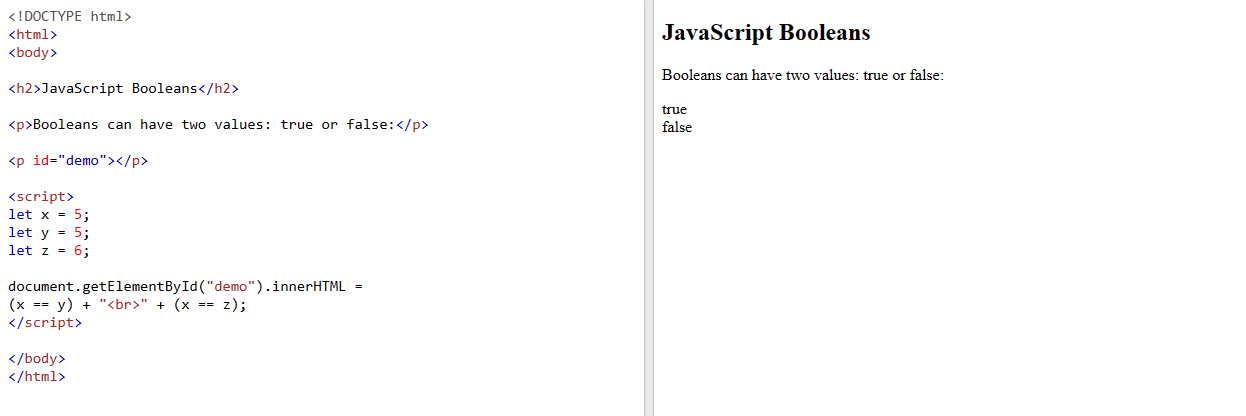 <!DOCTYPE html>
<html>
<body>
<h2>JavaScript Booleans</h2>
<p>Booleans can have two values: true or false:</p>
<p id="demo"></p>
<script>
let x = 5;
let y = 5;
let z = 6;
document.getElementById("demo").innerHTML =
(x == y) + "<br>" + (x == z);
</script>
</body>
</html>
JavaScript Booleans
Booleans can have two values: true or false:
true
false